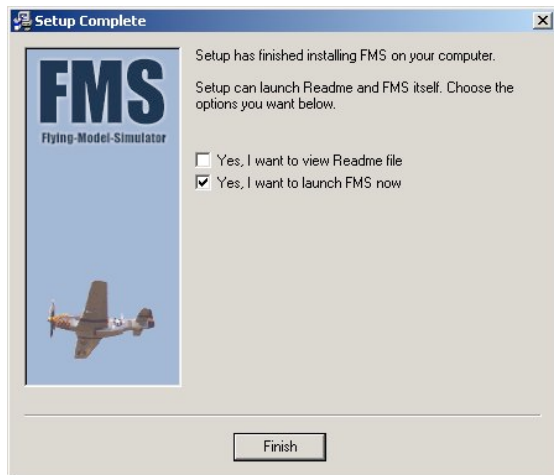 Setup Complete
FMS
Flying-Model-Simulator
Setup has finished installing FMS on your computer.
Setup can launch Readme and FMS itself. Choose the
options you want below.
Yes, I want to view Readme file
Yes, I want to launch FMS now
Finish